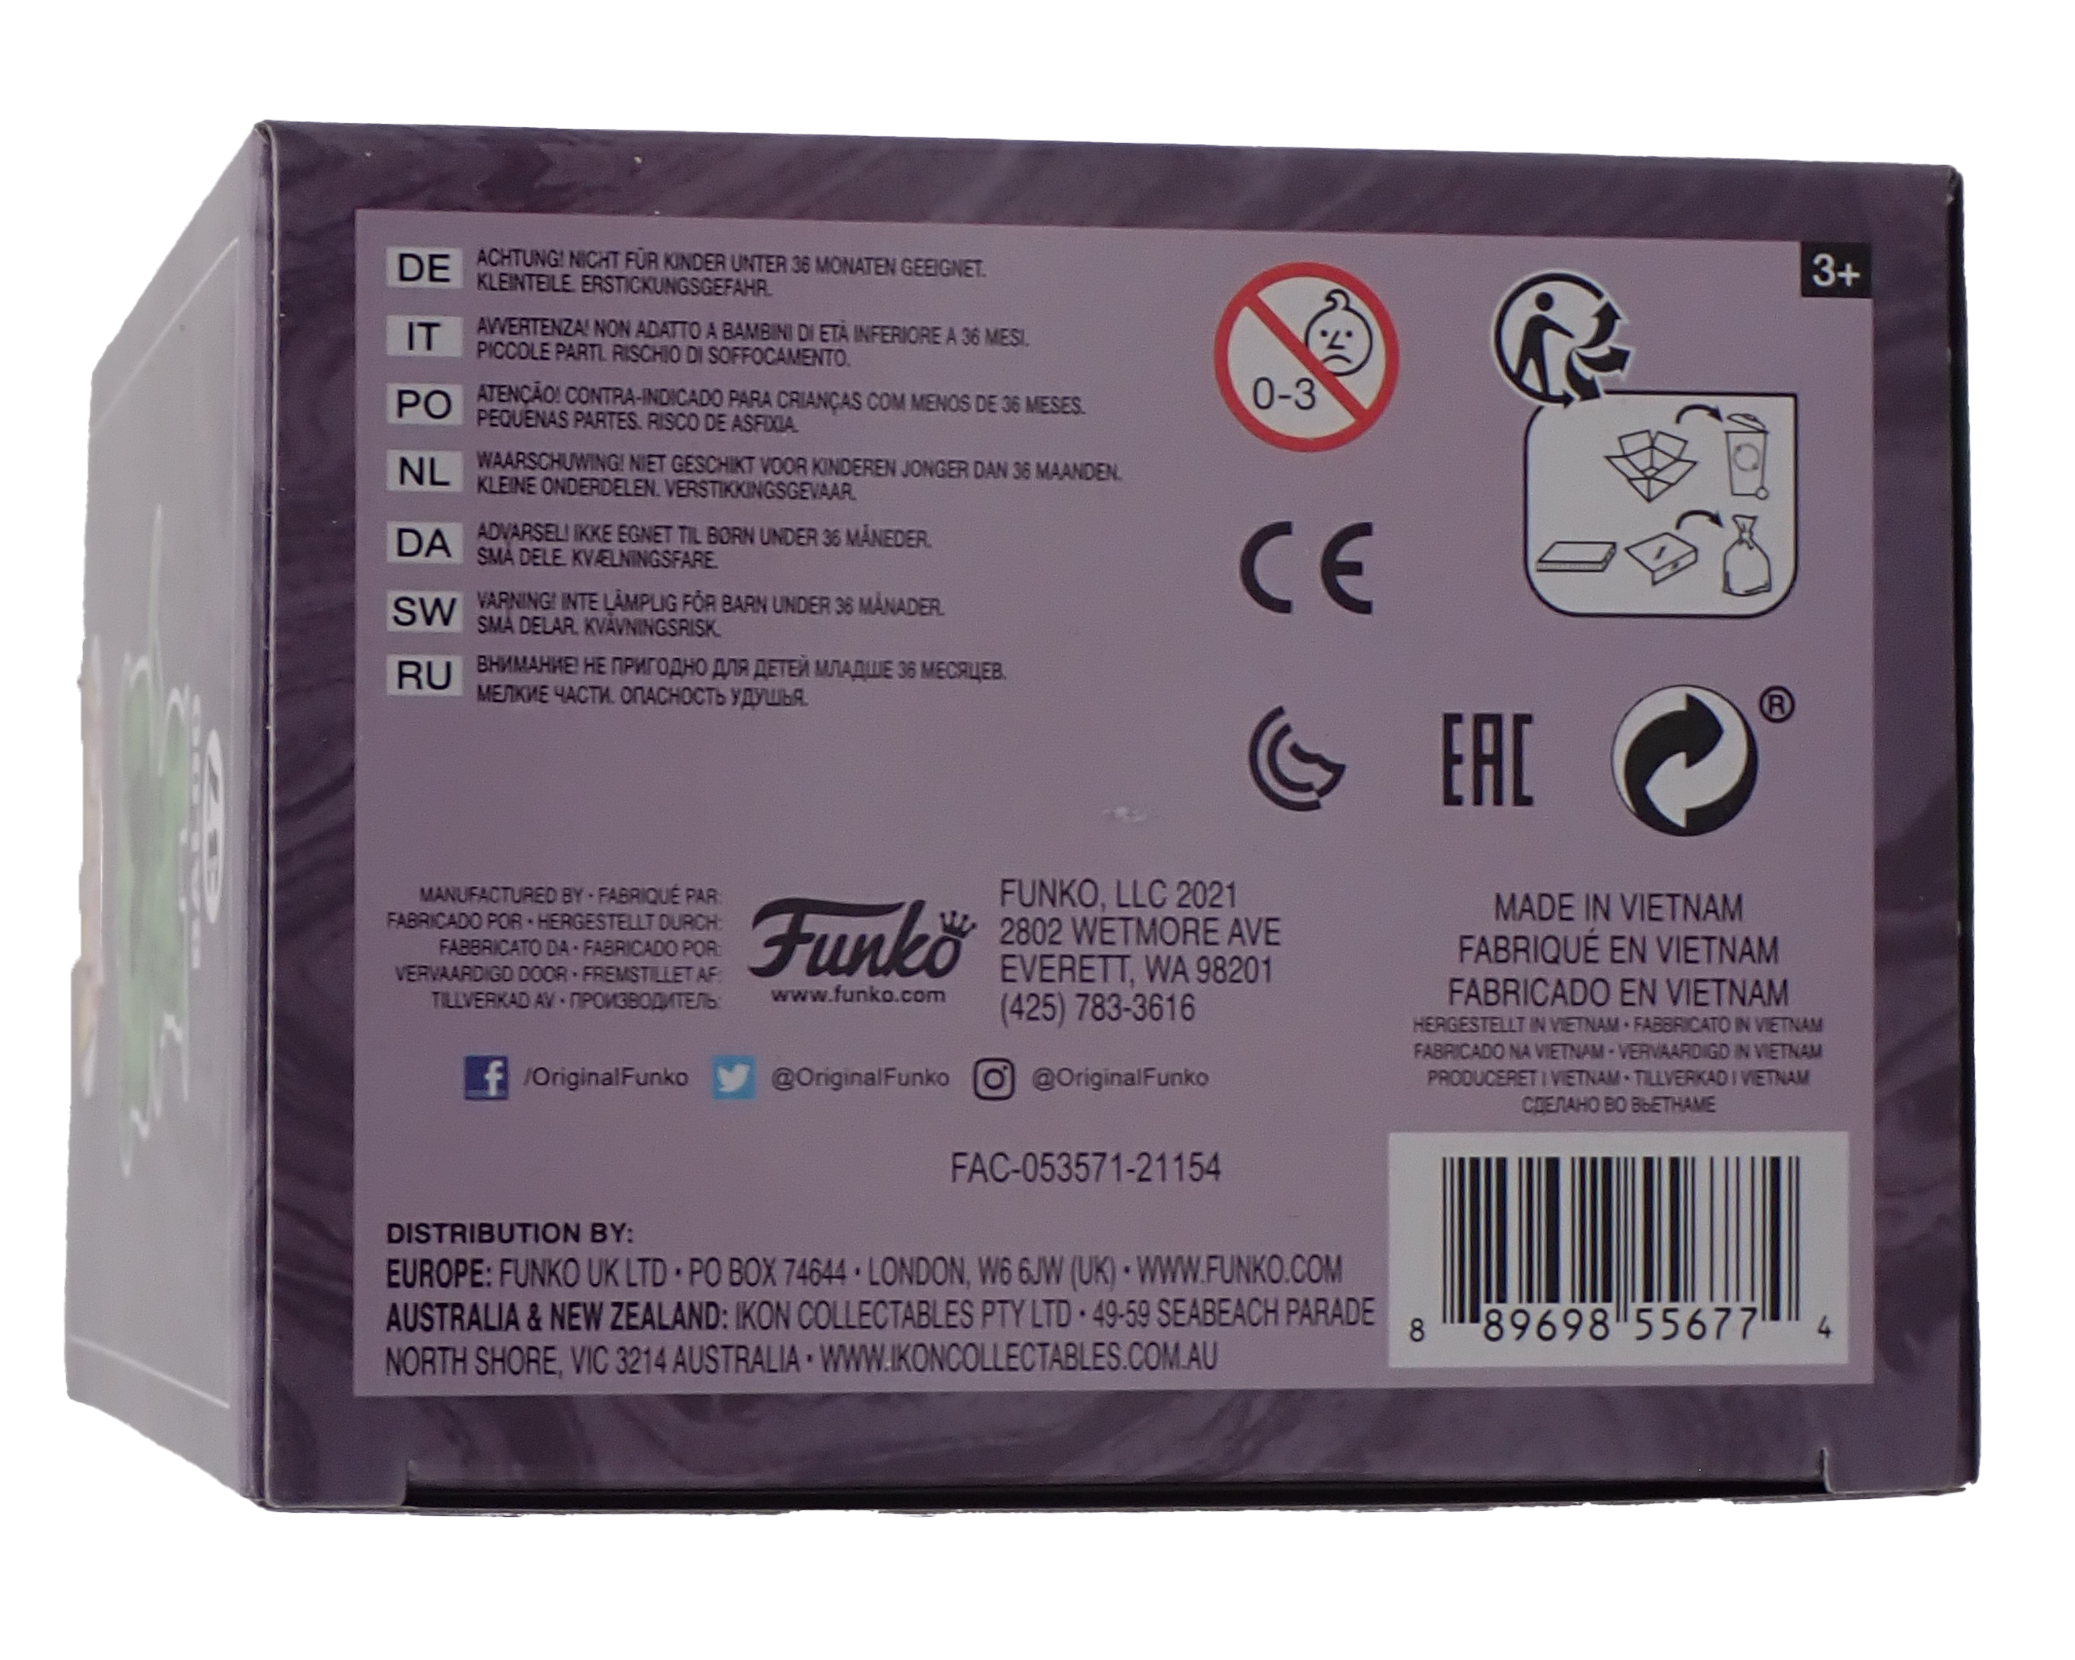 3+
DE
ACHTUNG! NICHT FÜR KINDER UNTER 36 MONATEN GEEIGNET.
KLEINTEILE. ERSTICKUNGSGEFAHR.
IT
AVVERTENZA! NON ADATTO A BAMBINI DI ETÀ INFERIORE A 36 MESI.
PICCOLE PARTI. RISCHIO DI SOFFOCAMENTO.
PO
ATENÇÃO! CONTRA-INDICADO PARA CRIANÇAS COM MENOS DE 36 MESES.
PEQUENAS PARTES. RISCO DE ASFIXIA.
NL
WAARSCHUWING! NIET GESCHIKT VOOR KINDEREN JONGER DAN 36 MAANDEN.
KLEINE ONDERDELEN. VERSTIKKINGSGEVAAR.
DA
ADVARSEL! IKKE EGNET TIL BØRN UNDER 36 MÅNEDER.
SMÅ DELE. KVÆLNINGSFARE.
SW
VARNING! INTE LÄMPLIG FÖR BARN UNDER 36 MÅNADER.
SMÅ DELAR. KVÄVNINGSRISK.
RU
ВНИМАНИЕ! НЕ ПРИГОДНО ДЛЯ ДЕТЕЙ МЛАДШЕ 36 МЕСЯЦЕВ.
МЕЛКИЕ ЧАСТИ. ОПАСНОСТЬ УДУШЬЯ.
0-3
CE
EAC
®
MANUFACTURED BY • FABRIQUÉ PAR:
FABRICADO POR • HERGESTELLT DURCH:
FABBRICATO DA • FABRICADO POR:
VERVAARDIGD DOOR • FREMSTILLET AF:
TILLVERKAD AV • ПРОИЗВОДИТЕЛЬ:
Funko
www.funko.com
FUNKO, LLC 2021
2802 WETMORE AVE
EVERETT, WA 98201
(425) 783-3616
MADE IN VIETNAM
FABRIQUÉ EN VIETNAM
FABRICADO EN VIETNAM
HERGESTELLT IN VIETNAM • FABBRICATO IN VIETNAM
FABRICADO NA VIETNAM • VERVAARDIGD IN VIETNAM
PRODUCERET I VIETNAM • TILLVERKAD I VIETNAM
СДЕЛАНО ВО ВЬЕТНАМЕ
/OriginalFunko @OriginalFunko @OriginalFunko
FAC-053571-21154
DISTRIBUTION BY:
EUROPE: FUNKO UK LTD • PO BOX 74644 • LONDON, W6 6JW (UK) • WWW.FUNKO.COM
AUSTRALIA & NEW ZEALAND: IKON COLLECTABLES PTY LTD • 49-59 SEABEACH PARADE
NORTH SHORE, VIC 3214 AUSTRALIA • WWW.IKONCOLLECTABLES.COM.AU
8 89698 55677 4